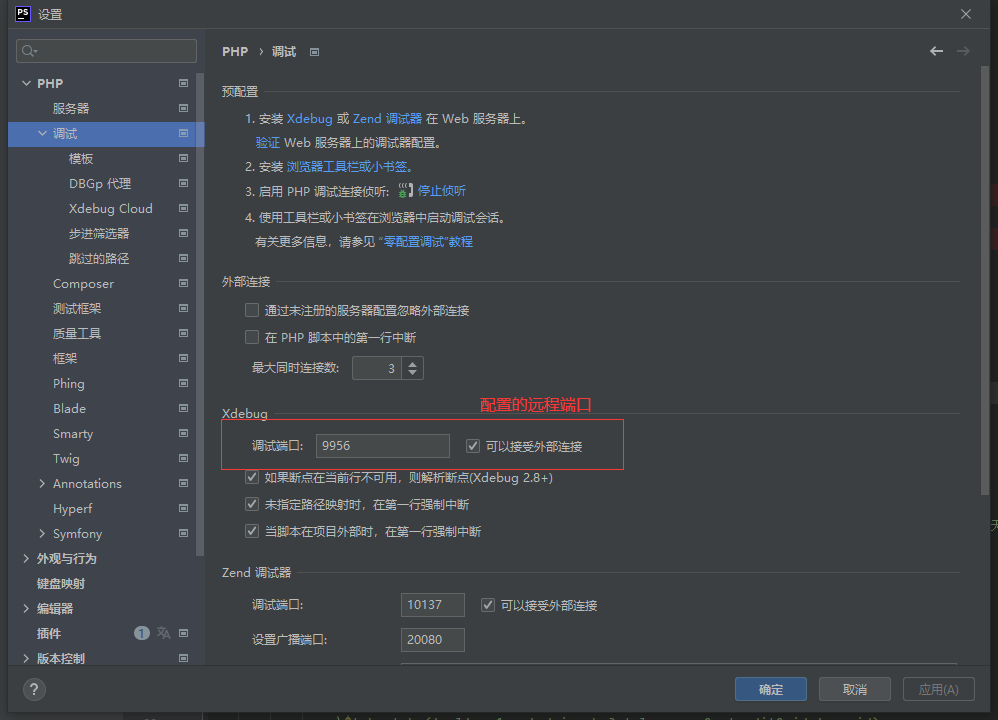 PS 设置
PHP › 调试
PHP
服务器
调试
模板
DBGp 代理
Xdebug Cloud
步进筛选器
跳过的路径
Composer
测试框架
质量工具
框架
Phing
Blade
Smarty
Twig
Annotations
Hyperf
Symfony
外观与行为
键盘映射
编辑器
插件 1
版本控制
预配置
1. 安装 Xdebug 或 Zend 调试器 在 Web 服务器上。
验证 Web 服务器上的调试器配置。
2. 安装 浏览器工具栏或小书签。
3. 启用 PHP 调试连接侦听: 停止侦听
4. 使用工具栏或小书签在浏览器中启动调试会话。
有关更多信息，请参见 "零配置调试"教程
外部连接
通过未注册的服务器配置忽略外部连接
在 PHP 脚本中的第一行中断
最大同时连接数: 3
配置的远程端口
Xdebug
调试端口: 9956 可以接受外部连接
如果断点在当前行不可用，则解析断点(Xdebug 2.8+)
未指定路径映射时，在第一行强制中断
当脚本在项目外部时，在第一行强制中断
Zend 调试器
调试端口: 10137 可以接受外部连接
设置广播端口: 20080
? 确定 取消 应用(A)